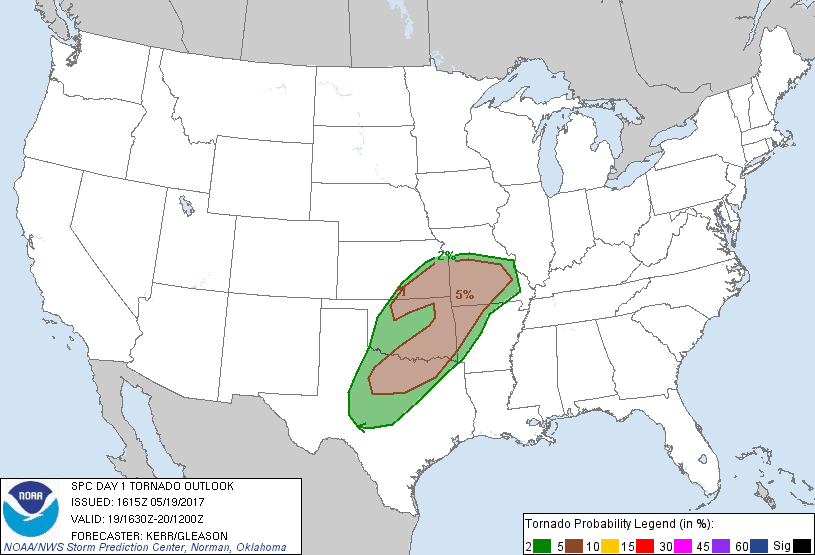 2%
5%
NOAA
SPC DAY 1 TORNADO OUTLOOK
ISSUED: 1615Z 05/19/2017
VALID: 19/1630Z-20/1200Z
FORECASTER: KERR/GLEASON
NOAA/NWS Storm Prediction Center, Norman, Oklahoma
Tornado Probability Legend (in %):
2 5 10 15 30 45 60 Sig